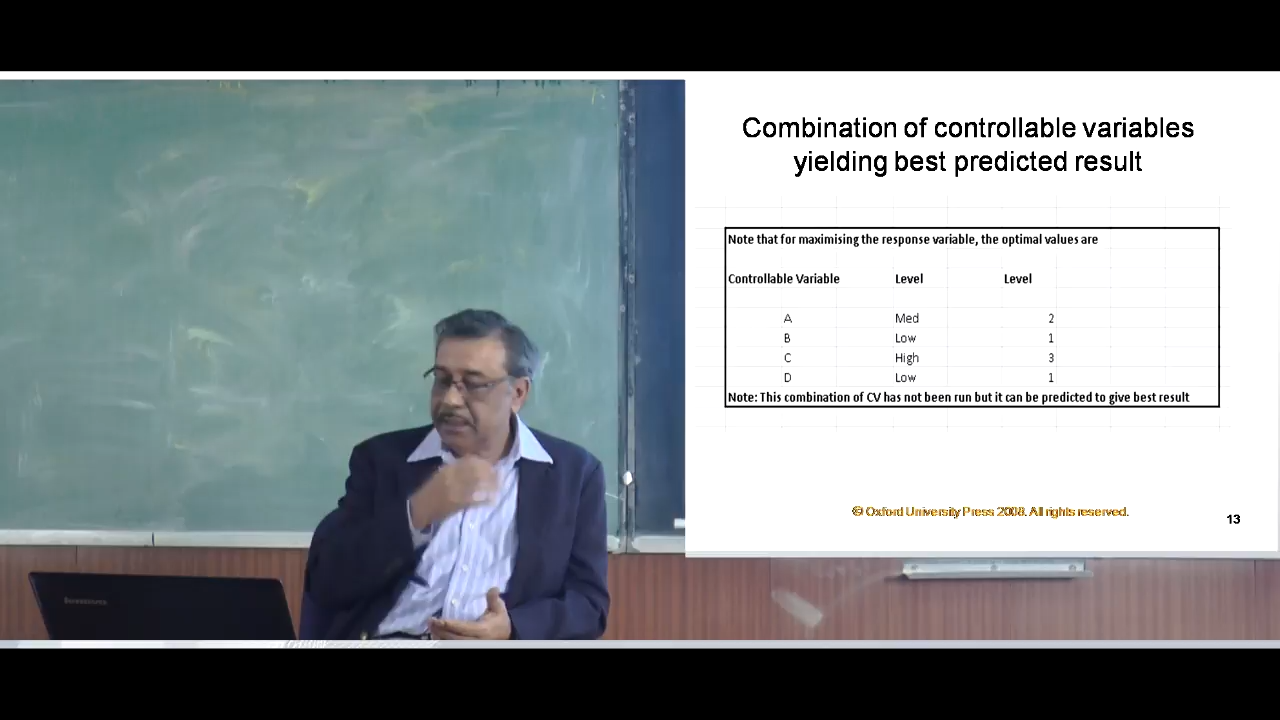 Combination of controllable variables
yielding best predicted result
Note that for maximising the response variable, the optimal values are
Controllable Variable Level Level
A Med 2
B Low 1
C High 3
D Low 1
Note: This combination of CV has not been run but it can be predicted to give best result
© Oxford University Press 2008. All rights reserved.
13
lenovo